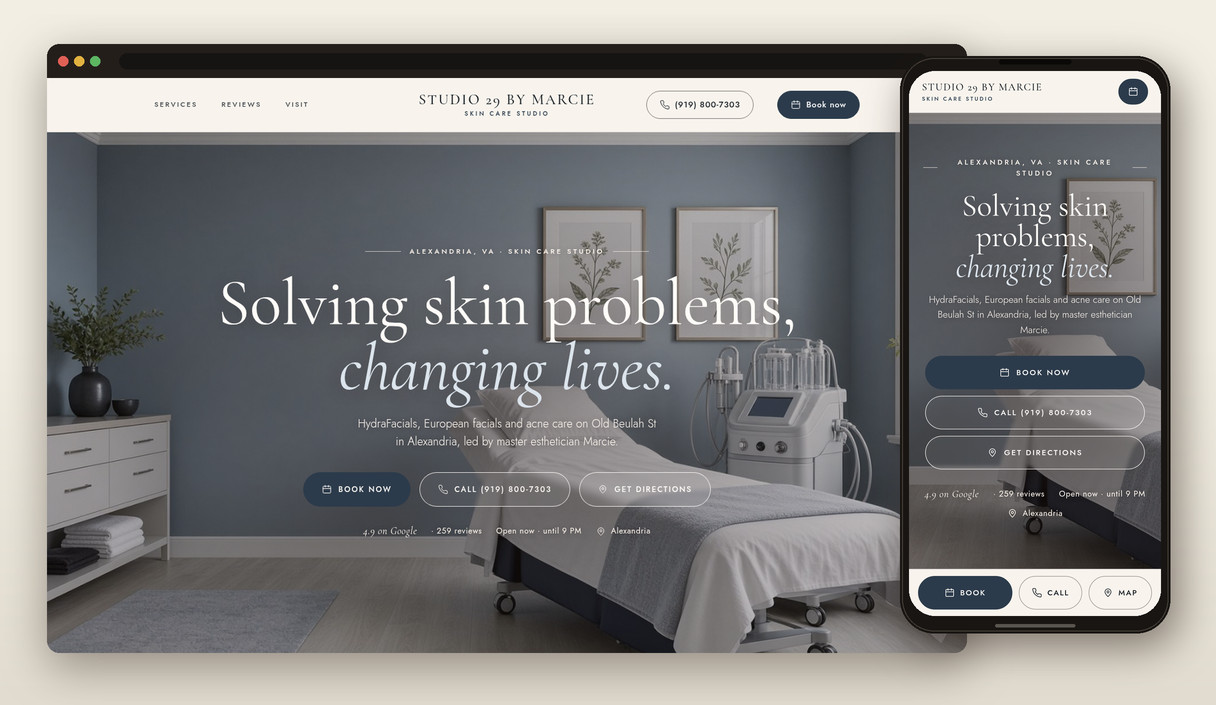 SERVICES REVIEWS VISIT
STUDIO 29 BY MARCIE
SKIN CARE STUDIO
(919) 800-7303
Book now
ALEXANDRIA, VA · SKIN CARE STUDIO
Solving skin problems,
changing lives.
HydraFacials, European facials and acne care on Old Beulah St
in Alexandria, led by master esthetician Marcie.
BOOK NOW
CALL (919) 800-7303
GET DIRECTIONS
4.9 on Google · 259 reviews Open now · until 9 PM Alexandria
STUDIO 29 BY MARCIE
SKIN CARE STUDIO
ALEXANDRIA, VA · SKIN CARE
STUDIO
Solving skin
problems,
changing lives.
HydraFacials, European facials and acne care on Old
Beulah St in Alexandria, led by master esthetician
Marcie.
BOOK NOW
CALL (919) 800-7303
GET DIRECTIONS
4.9 on Google · 259 reviews Open now · until 9 PM
Alexandria
BOOK
CALL
MAP